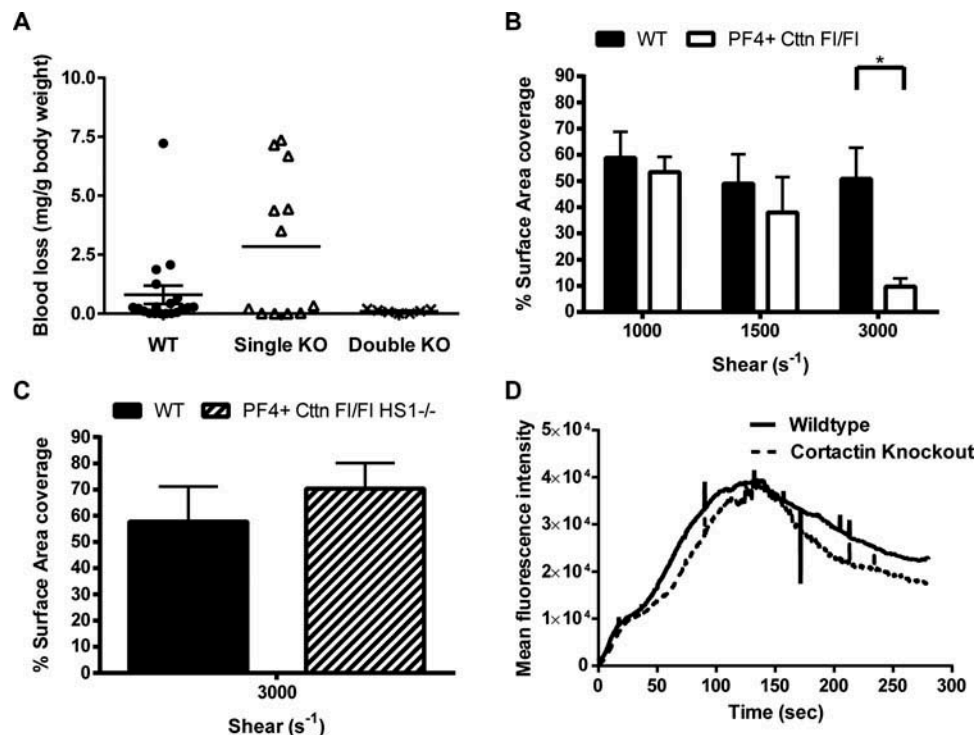 A
Blood loss (mg/g body weight)
10.0
7.5
5.0
2.5
0.0
WT Single KO Double KO
B
WT PF4+ Cttn Fl/Fl
% Surface Area coverage
90
80
70
60
50
40
30
20
10
0
*
1000 1500 3000
Shear (s⁻¹)
C
WT PF4+ Cttn Fl/Fl HS1-/-
% Surface Area coverage
90
80
70
60
50
40
30
20
10
0
3000
Shear (s⁻¹)
D
Mean fluorescence intensity
5×10⁴
4×10⁴
3×10⁴
2×10⁴
1×10⁴
0
Wildtype
Cortactin Knockout
0 50 100 150 200 250 300
Time (sec)